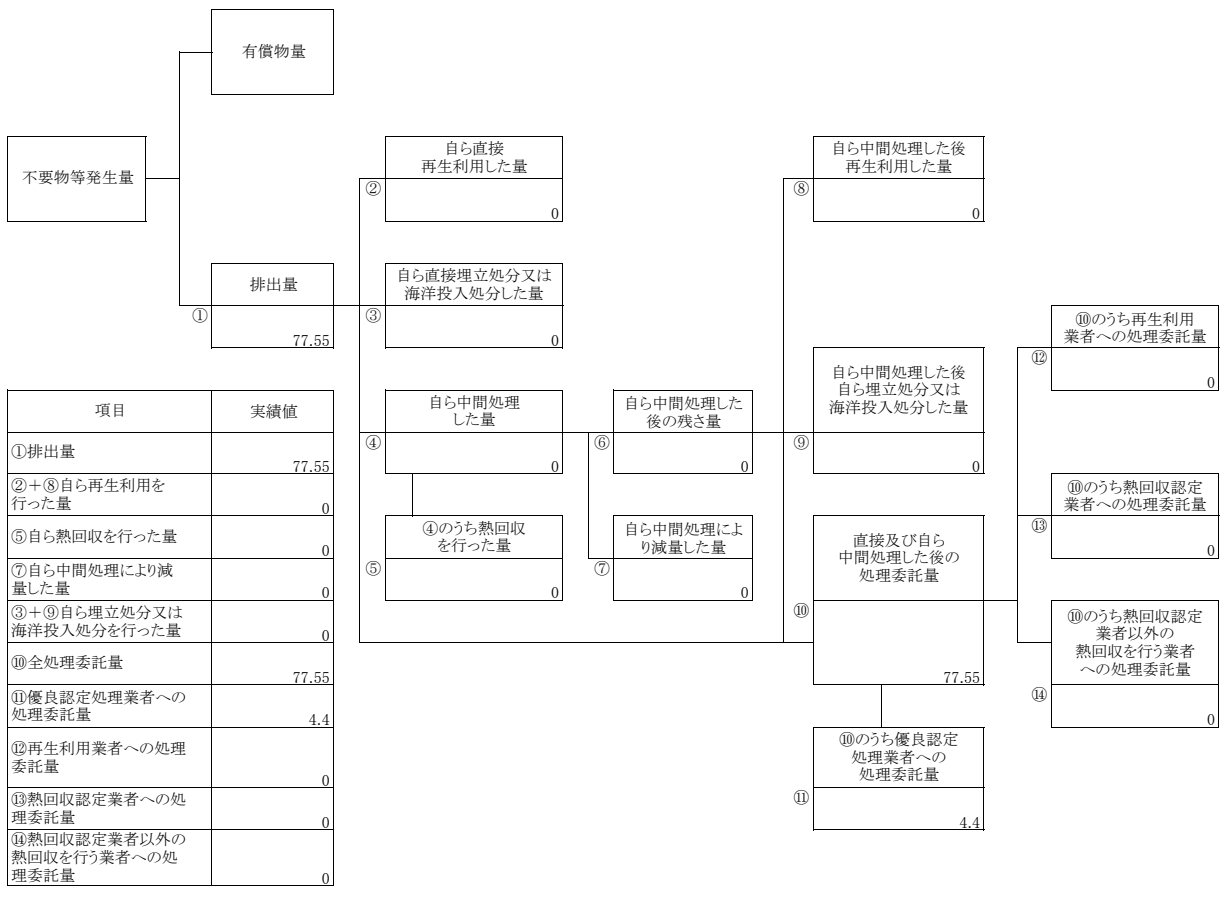 有償物量
不要物等発生量
排出量
①
77.55
自ら直接
再生利用した量
②
0
自ら直接埋立処分又は
海洋投入処分した量
③
0
自ら中間処理
した量
④
0
④のうち熱回収
を行った量
⑤
0
自ら中間処理した
後の残さ量
⑥
0
自ら中間処理によ
り減量した量
⑦
0
自ら中間処理した後
再生利用した量
⑧
0
自ら中間処理した後
自ら埋立処分又は
海洋投入処分した量
⑨
0
直接及び自ら
中間処理した後の
処理委託量
⑩
77.55
⑩のうち優良認定
処理業者への
処理委託量
⑪
4.4
⑩のうち再生利用
業者への処理委託量
⑫
0
⑩のうち熱回収認定
業者への処理委託量
⑬
0
⑩のうち熱回収認定
業者以外の
熱回収を行う業者
への処理委託量
⑭
0
項目 実績値
①排出量
77.55
②＋⑧自ら再生利用を
行った量
0
⑤自ら熱回収を行った量
0
⑦自ら中間処理により減
量した量
0
③＋⑨自ら埋立処分又は
海洋投入処分を行った量
0
⑩全処理委託量
77.55
⑪優良認定処理業者への
処理委託量
4.4
⑫再生利用業者への処理
委託量
0
⑬熱回収認定業者への処
理委託量
0
⑭熱回収認定業者以外の
熱回収を行う業者への処
理委託量
0